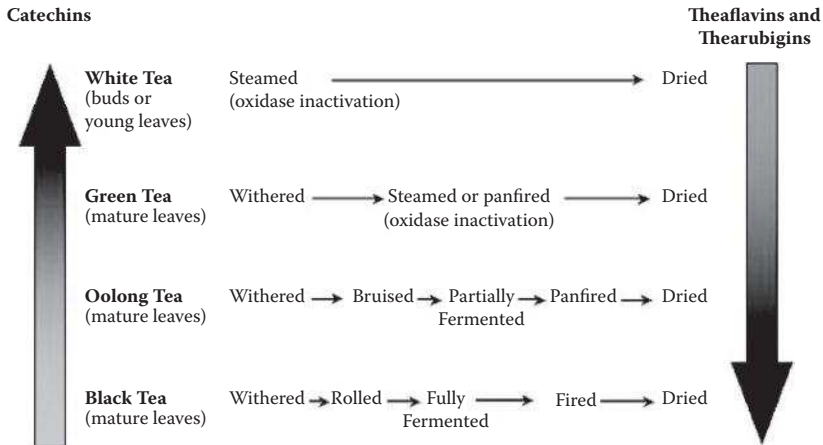 Catechins
Theaflavins and
Thearubigins
White Tea
(buds or
young leaves)
Steamed
(oxidase inactivation)
Dried
Green Tea
(mature leaves)
Withered
Steamed or panfired
(oxidase inactivation)
Dried
Oolong Tea
(mature leaves)
Withered
Bruised
Partially
Fermented
Panfired
Dried
Black Tea
(mature leaves)
Withered
Rolled
Fully
Fermented
Fired
Dried